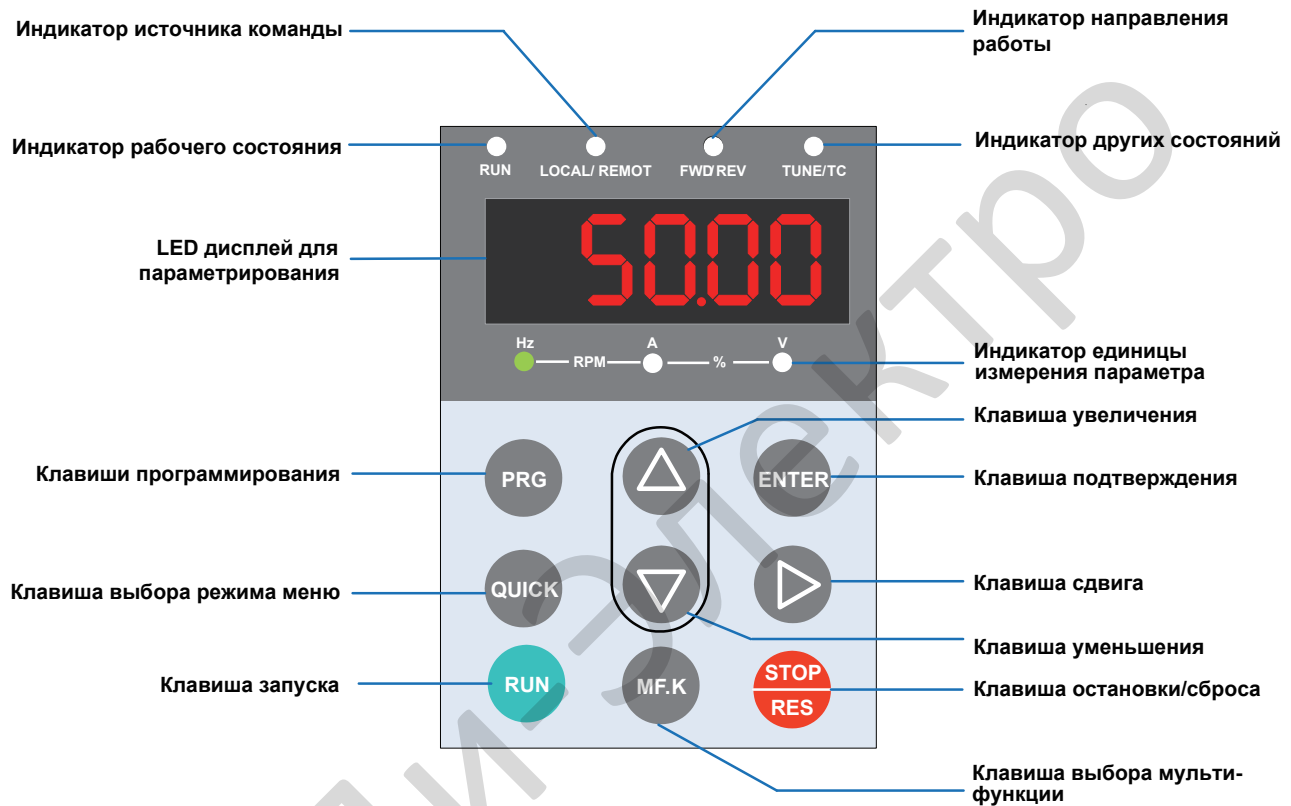 Индикатор источника команды
Индикатор направления
работы
Индикатор рабочего состояния
Индикатор других состояний
RUN
LOCAL/ REMOT
FWD/REV
TUNE/TC
LED дисплей для
параметрирования
50.00
Hz
RPM
A
%
V
Индикатор единицы
измерения параметра
Клавиша увеличения
Клавиши программирования
PRG
ENTER
Клавиша подтверждения
Клавиша выбора режима меню
QUICK
Клавиша сдвига
Клавиша уменьшения
Клавиша запуска
RUN
MF.K
STOP
RES
Клавиша остановки/сброса
Клавиша выбора мульти-
функции